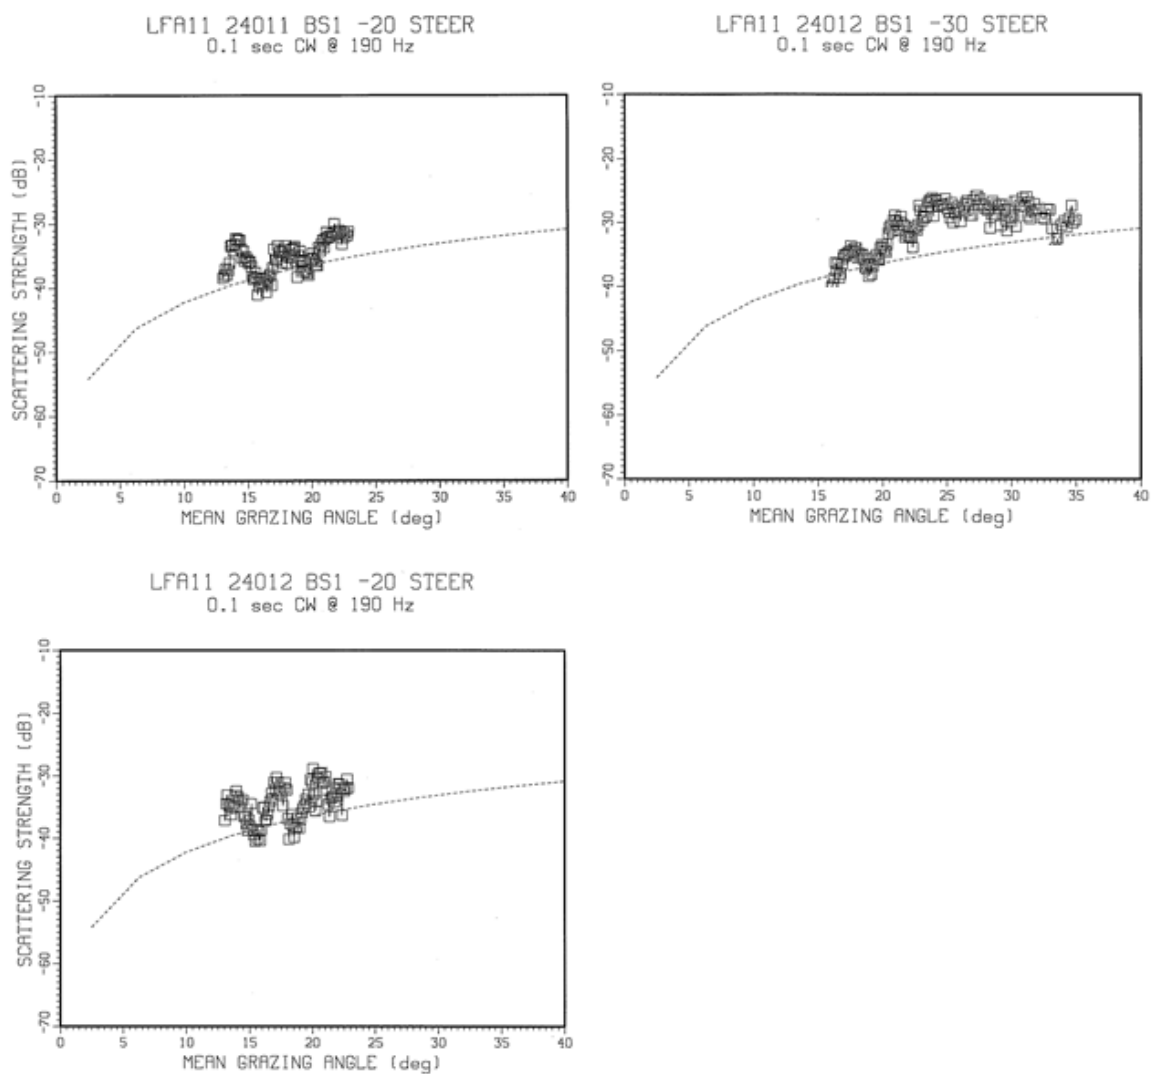 LFA11 24011 BS1 -20 STEER
0.1 sec CW @ 190 Hz
SCATTERING STRENGTH (dB)
-10
-20
-30
-40
-50
-60
-70
0 5 10 15 20 25 30 35 40
MEAN GRAZING ANGLE (deg)
LFA11 24012 BS1 -30 STEER
0.1 sec CW @ 190 Hz
-10
-20
-30
-40
-50
-60
-70
0 5 10 15 20 25 30 35 40
MEAN GRAZING ANGLE (deg)
LFA11 24012 BS1 -20 STEER
0.1 sec CW @ 190 Hz
SCATTERING STRENGTH (dB)
-10
-20
-30
-40
-50
-60
-70
0 5 10 15 20 25 30 35 40
MEAN GRAZING ANGLE (deg)